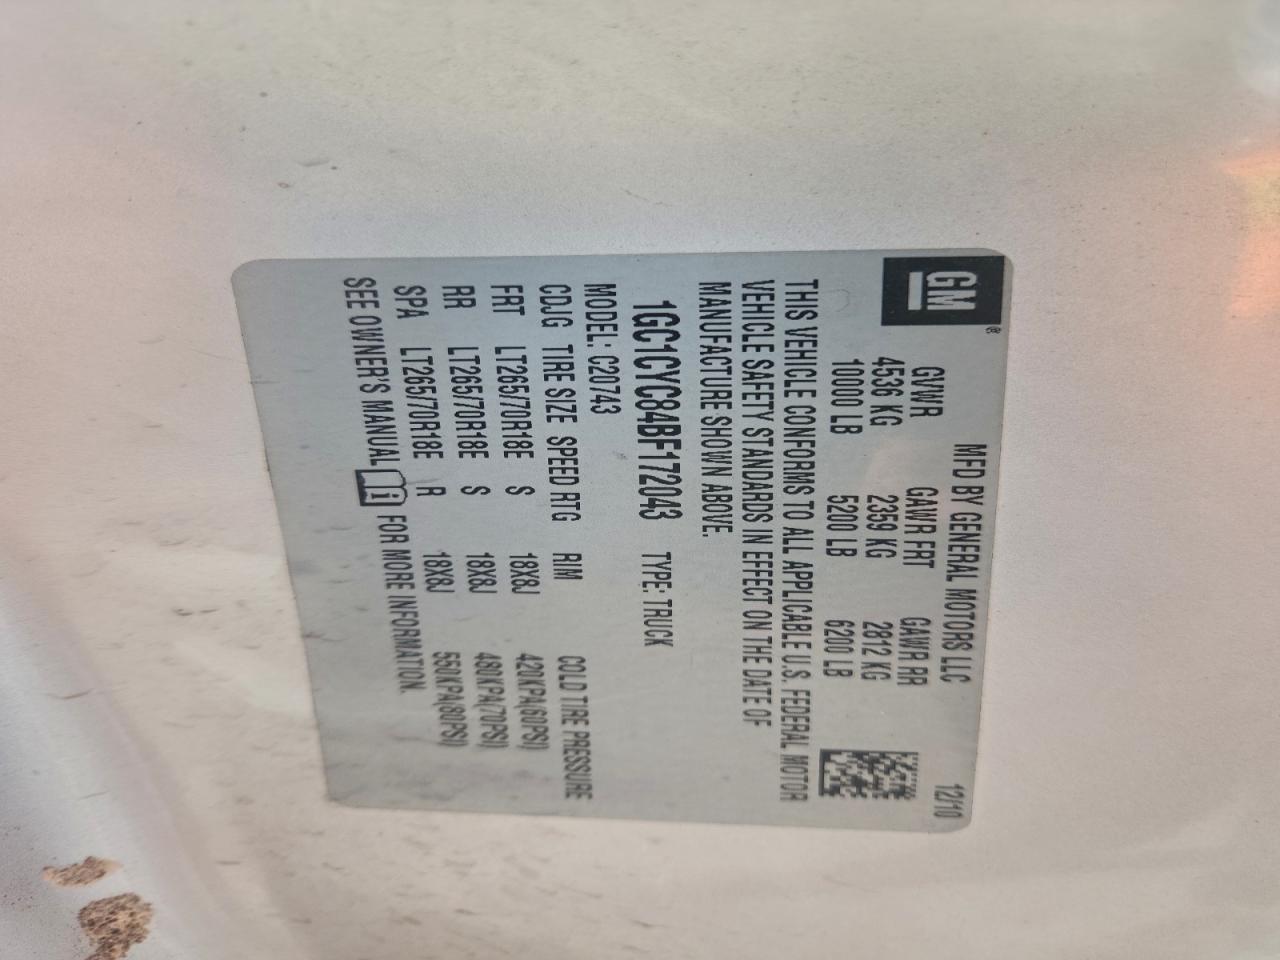 GM®
MFD BY GENERAL MOTORS LLC 12/10
GVWR GAWR FRT GAWR RR
4536 KG 2359 KG 2812 KG
10000 LB 5200 LB 6200 LB
THIS VEHICLE CONFORMS TO ALL APPLICABLE U.S. FEDERAL MOTOR
VEHICLE SAFETY STANDARDS IN EFFECT ON THE DATE OF
MANUFACTURE SHOWN ABOVE.
1GC1CYC84BF172043 TYPE: TRUCK
MODEL: C20743
CDJG TIRE SIZE SPEED RTG RIM COLD TIRE PRESSURE
FRT LT265/70R18E S 18X8J 420KPA(60PSI)
RR LT265/70R18E S 18X8J 480KPA(70PSI)
SPA LT265/70R18E R 18X8J 550KPA(80PSI)
SEE OWNER'S MANUAL i FOR MORE INFORMATION.